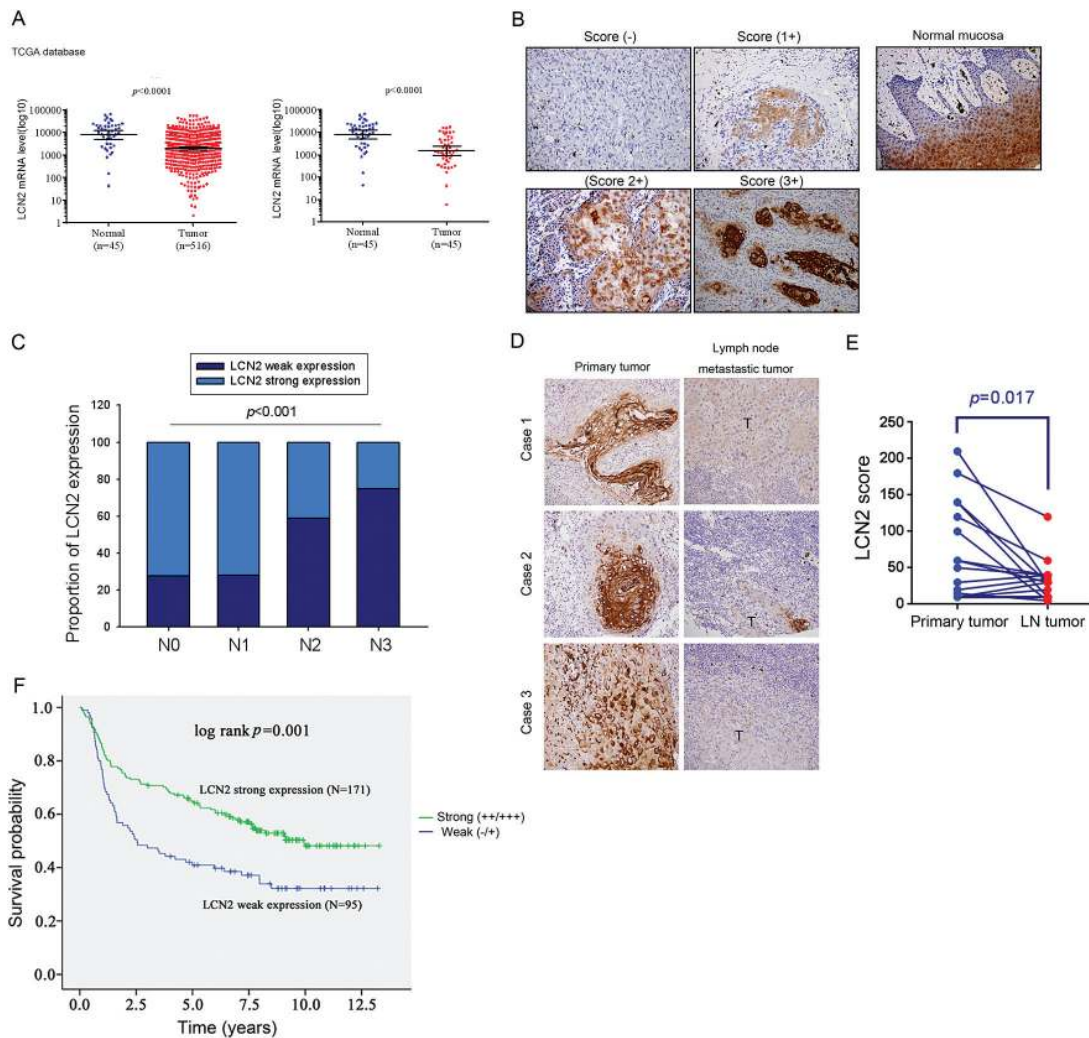 A
TCGA database
p<0.0001
LCN2 mRNA level(log10)
100000
10000
1000
100
10
1
Normal
(n=45)
Tumor
(n=516)
p<0.0001
LCN2 mRNA level(log10)
100000
10000
1000
100
10
1
Normal
(n=45)
Tumor
(n=45)
B
Score (-)
Score (1+)
Normal mucosa
(Score 2+)
Score (3+)
C
LCN2 weak expression
LCN2 strong expression
p<0.001
Proportion of LCN2 expression
120
100
80
60
40
20
0
N0
N1
N2
N3
D
Primary tumor
Lymph node
metastastic tumor
Case 1
T
Case 2
T
Case 3
T
E
p=0.017
LCN2 score
250
200
150
100
50
0
Primary tumor
LN tumor
F
log rank p=0.001
LCN2 strong expression (N=171)
LCN2 weak expression (N=95)
Strong (++/+++)
Weak (-/+)
Survival probability
1.0
0.8
0.6
0.4
0.2
0.0
0.0
2.5
5.0
7.5
10.0
12.5
Time (years)